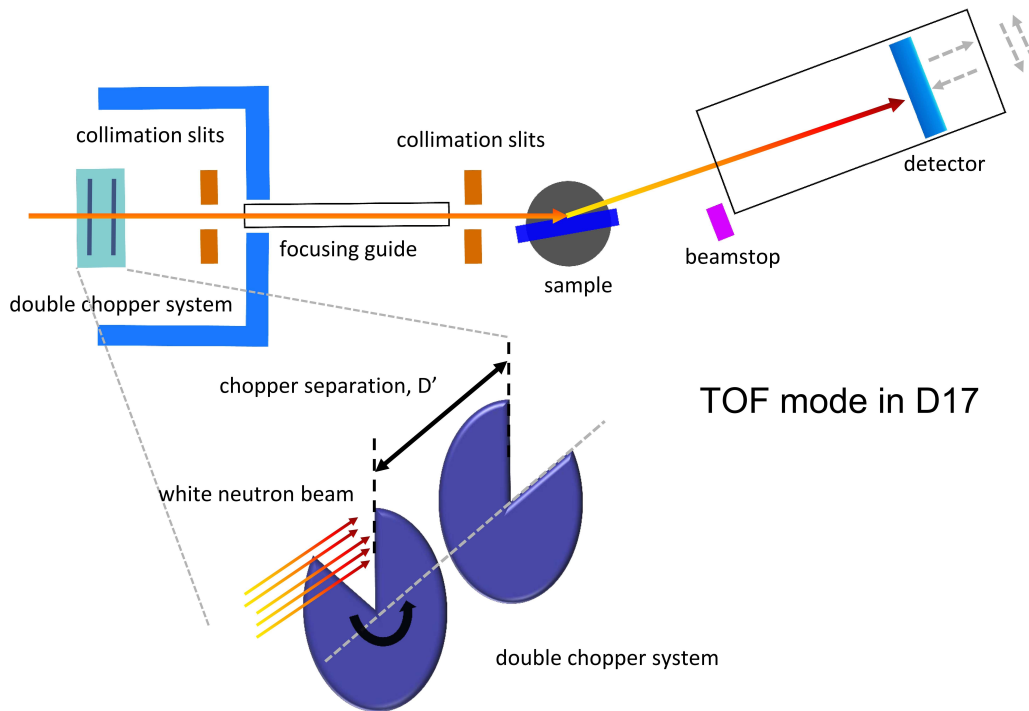 collimation slits
collimation slits
detector
focusing guide
beamstop
sample
double chopper system
chopper separation, D’
TOF mode in D17
white neutron beam
double chopper system